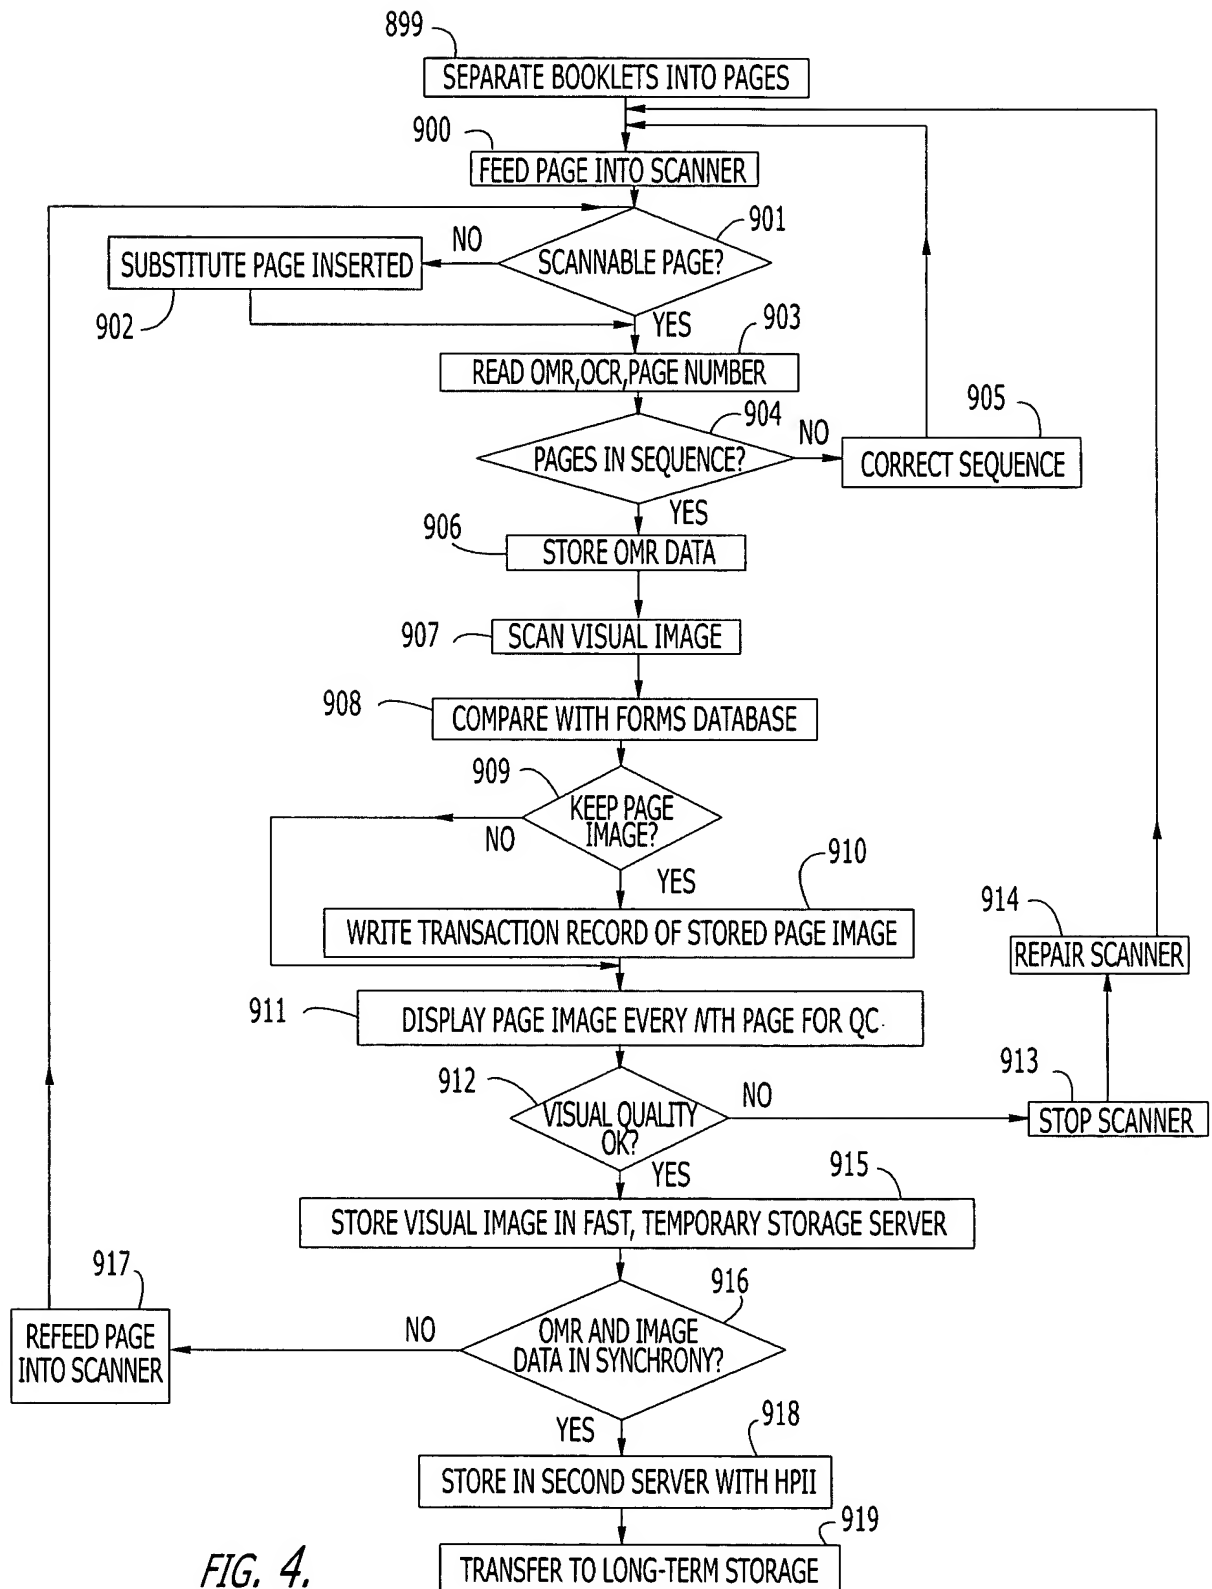 899
SEPARATE BOOKLETS INTO PAGES
900
FEED PAGE INTO SCANNER
901
SCANNABLE PAGE?
NO
SUBSTITUTE PAGE INSERTED
902
YES
903
READ OMR,OCR,PAGE NUMBER
904
PAGES IN SEQUENCE?
NO
905
CORRECT SEQUENCE
YES
906
STORE OMR DATA
907
SCAN VISUAL IMAGE
908
COMPARE WITH FORMS DATABASE
909
KEEP PAGE
IMAGE?
NO
YES
910
WRITE TRANSACTION RECORD OF STORED PAGE IMAGE
914
REPAIR SCANNER
911
DISPLAY PAGE IMAGE EVERY NTH PAGE FOR QC.
912
VISUAL QUALITY
OK?
NO
913
STOP SCANNER
YES
915
STORE VISUAL IMAGE IN FAST, TEMPORARY STORAGE SERVER
917
REFEED PAGE
INTO SCANNER
916
OMR AND IMAGE
DATA IN SYNCHRONY?
NO
YES
918
STORE IN SECOND SERVER WITH HPII
919
TRANSFER TO LONG-TERM STORAGE
FIG. 4.